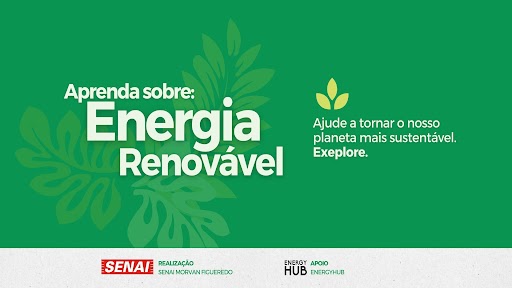 Aprenda sobre:
Energia
Renovável
Ajude a tornar o nosso
planeta mais sustentável.
Exeplore.
SENAI
REALIZAÇÃO
SENAI MORVAN FIGUEREDO
ENERGY
HUB
APOIO
ENERGYHUB